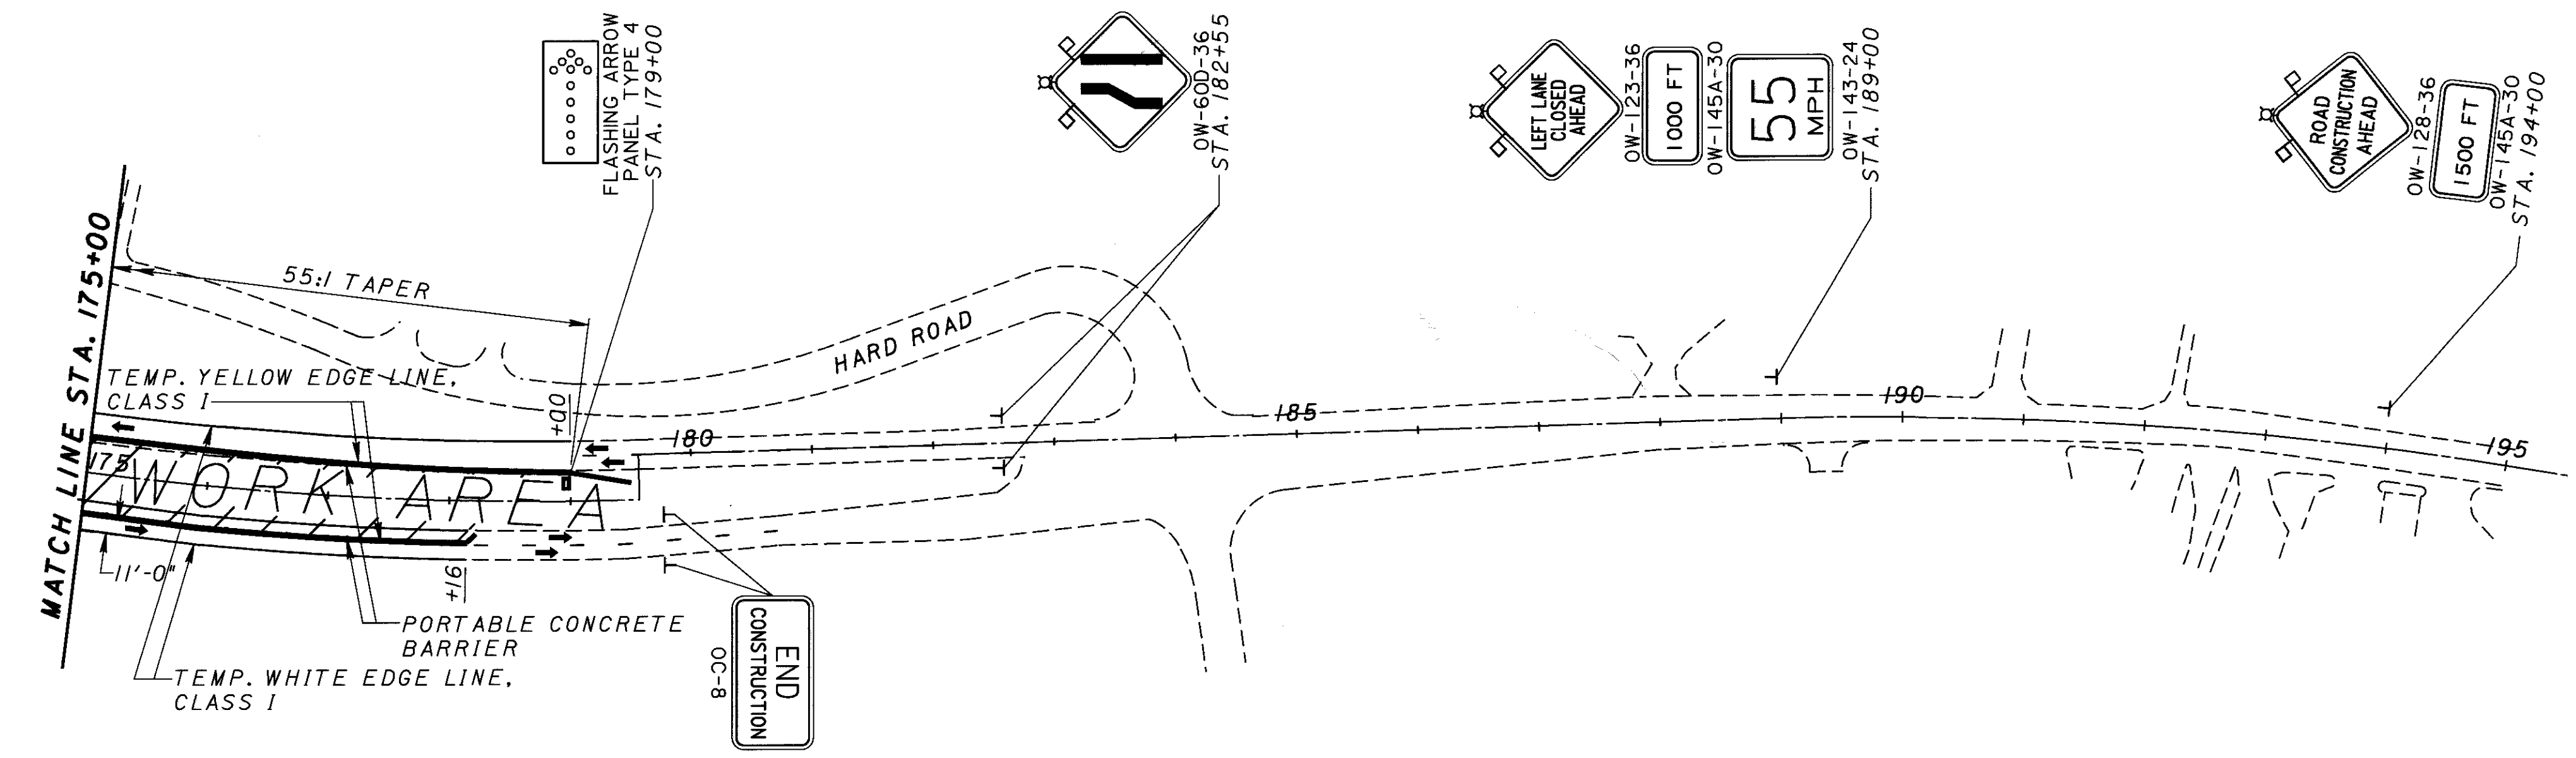 FLASHING ARROW
PANEL TYPE 4
STA. 179+00
OW-60D-36
STA. 182+55
LEFT LANE
CLOSED
AHEAD
OW-123-36
1000 FT
OW-145A-30
55
MPH
OW-143-24
STA. 189+00
ROAD
CONSTRUCTION
AHEAD
OW-128-36
1500 FT
OW-145A-30
STA. 194+00
MATCH LINE STA. 175+00
55:1 TAPER
HARD ROAD
TEMP. YELLOW EDGE LINE,
CLASS I
+00
175
180
185
190
195
WORK AREA
11'-0"
+16
PORTABLE CONCRETE
BARRIER
TEMP. WHITE EDGE LINE,
CLASS I
END
CONSTRUCTION
OC-8